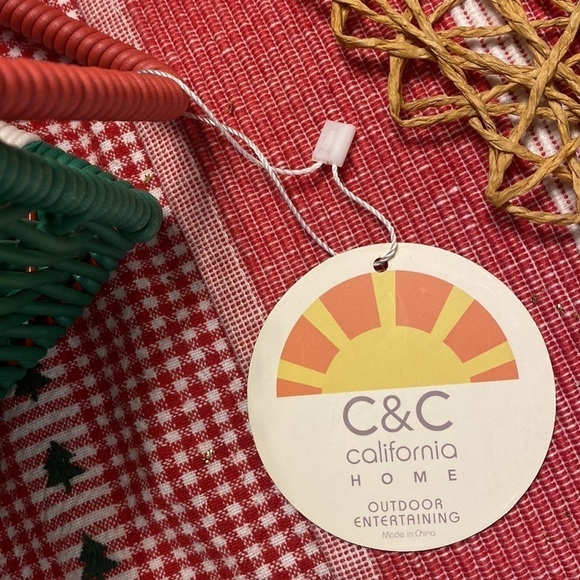 C&C
california
HOME
OUTDOOR
ENTERTAINING
Made in China